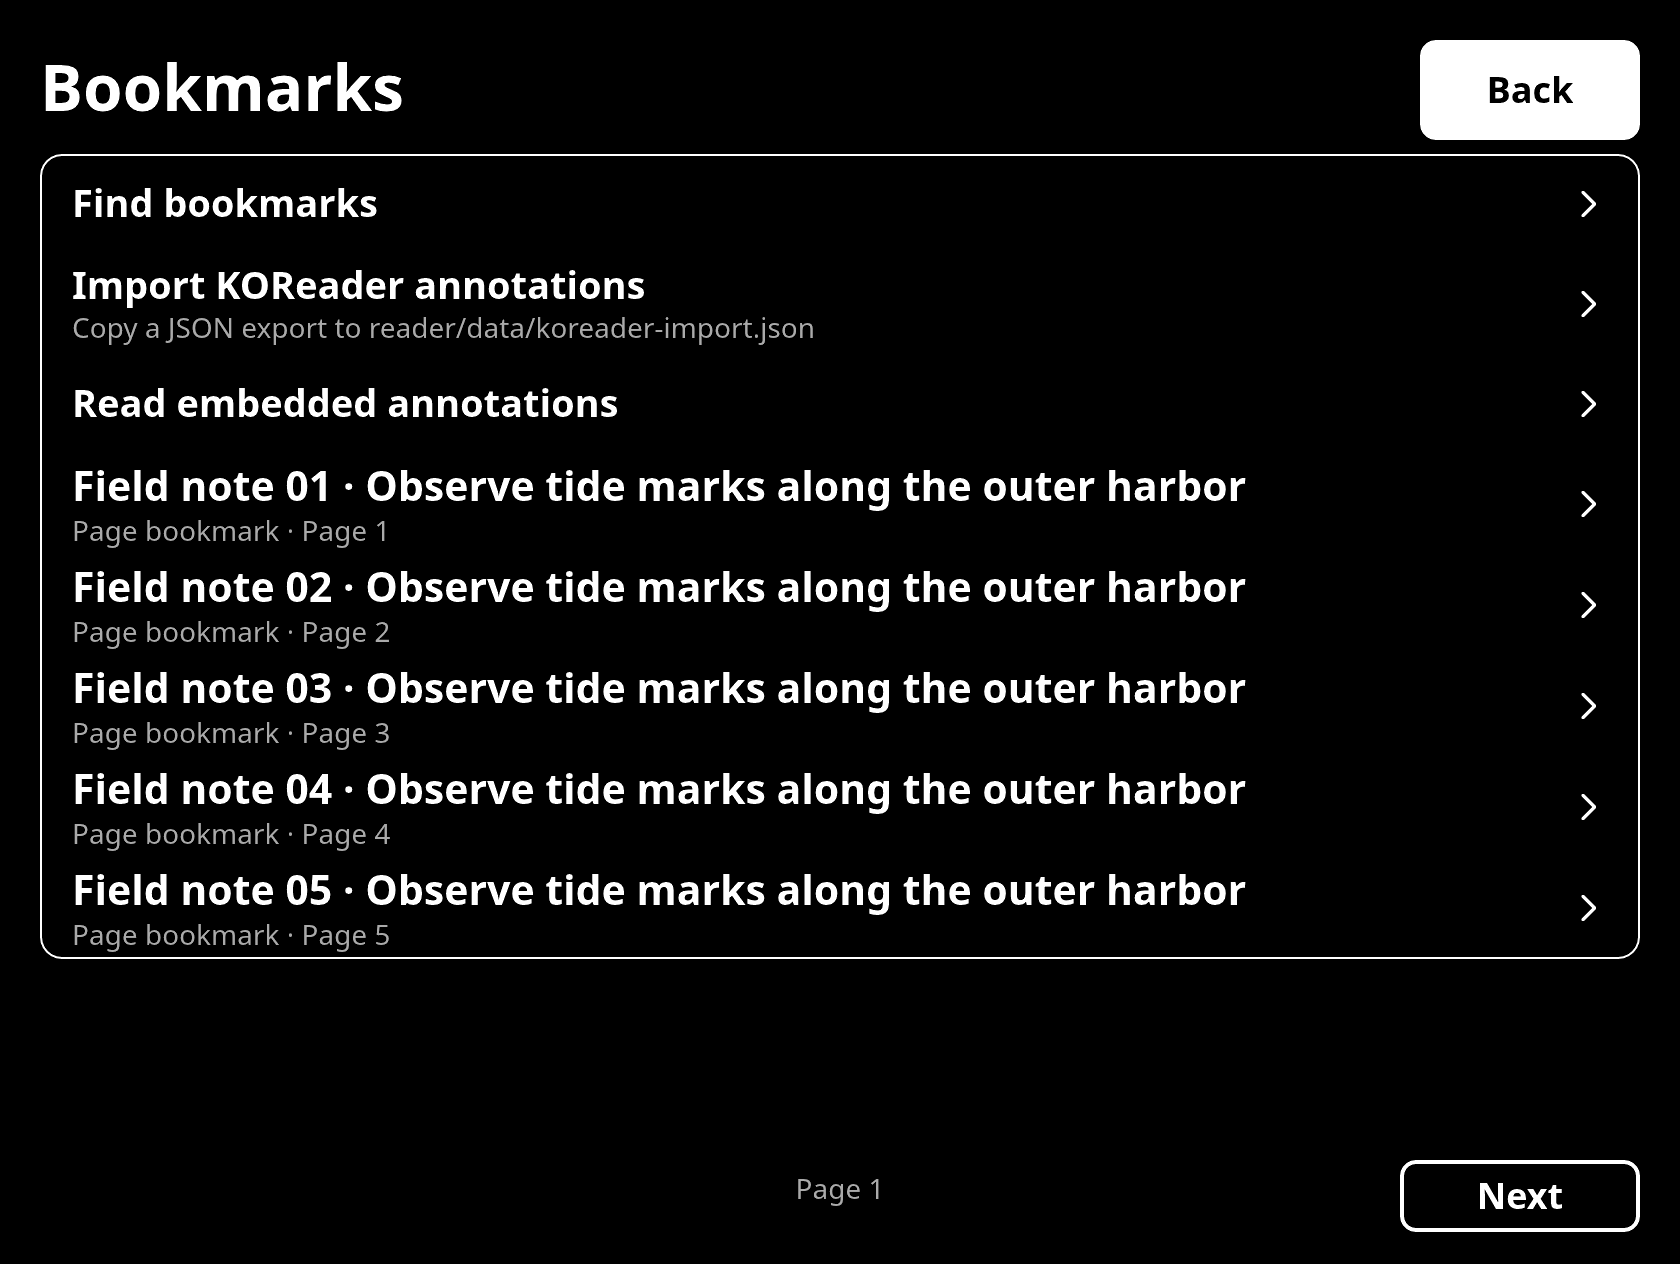 Bookmarks
Back
Find bookmarks
Import KOReader annotations
Copy a JSON export to reader/data/koreader-import.json
Read embedded annotations
Field note 01 · Observe tide marks along the outer harbor
Page bookmark · Page 1
Field note 02 · Observe tide marks along the outer harbor
Page bookmark · Page 2
Field note 03 · Observe tide marks along the outer harbor
Page bookmark · Page 3
Field note 04 · Observe tide marks along the outer harbor
Page bookmark · Page 4
Field note 05 · Observe tide marks along the outer harbor
Page bookmark · Page 5
Page 1
Next